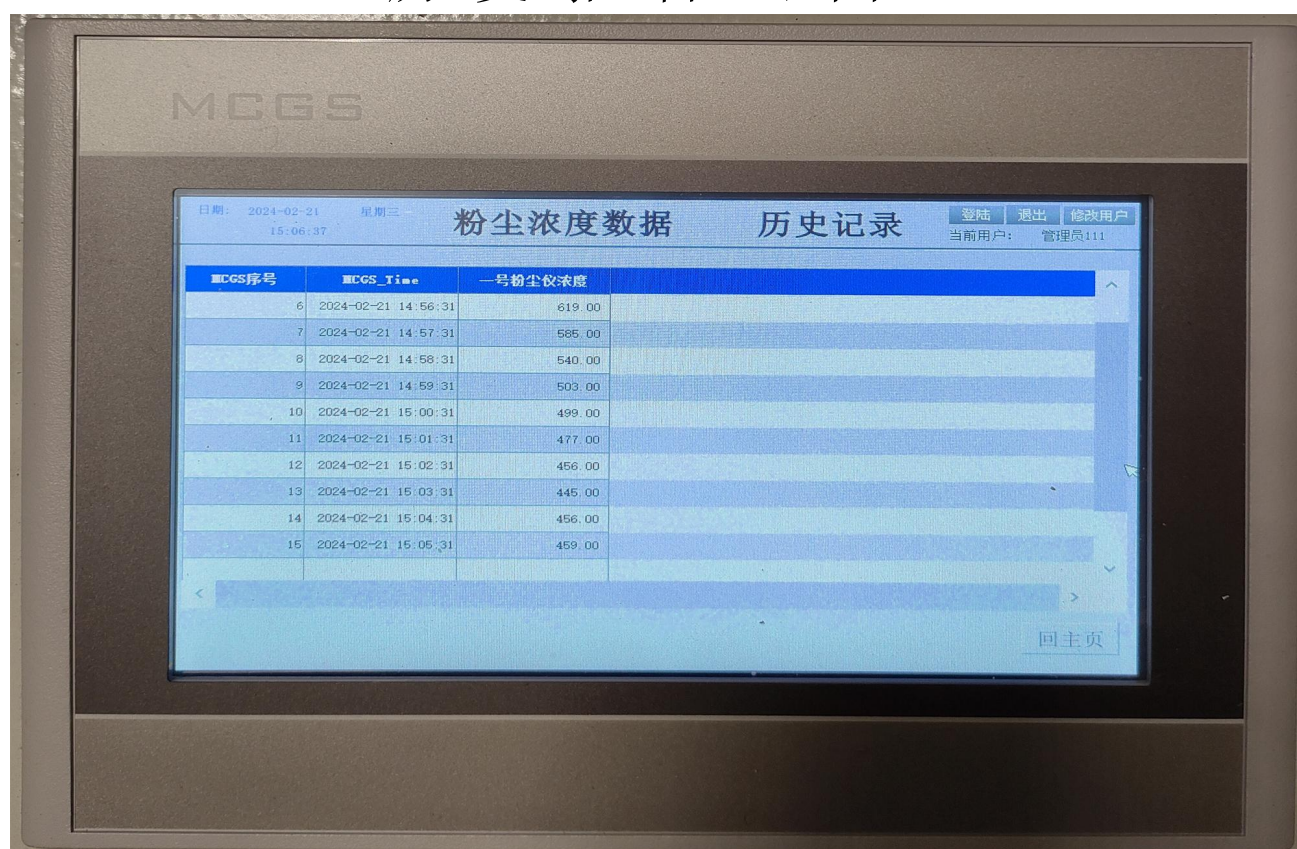 MCGS
日期: 2024-02-21 星期三
15:06:37
粉尘浓度数据 历史记录
登陆 退出 修改用户
当前用户: 管理员111
MCGS序号 MCGS_Time 一号粉尘仪浓度
6 2024-02-21 14:56:31 619.00
7 2024-02-21 14:57:31 585.00
8 2024-02-21 14:58:31 540.00
9 2024-02-21 14:59:31 503.00
10 2024-02-21 15:00:31 499.00
11 2024-02-21 15:01:31 477.00
12 2024-02-21 15:02:31 456.00
13 2024-02-21 15:03:31 445.00
14 2024-02-21 15:04:31 456.00
15 2024-02-21 15:05:31 459.00
回主页